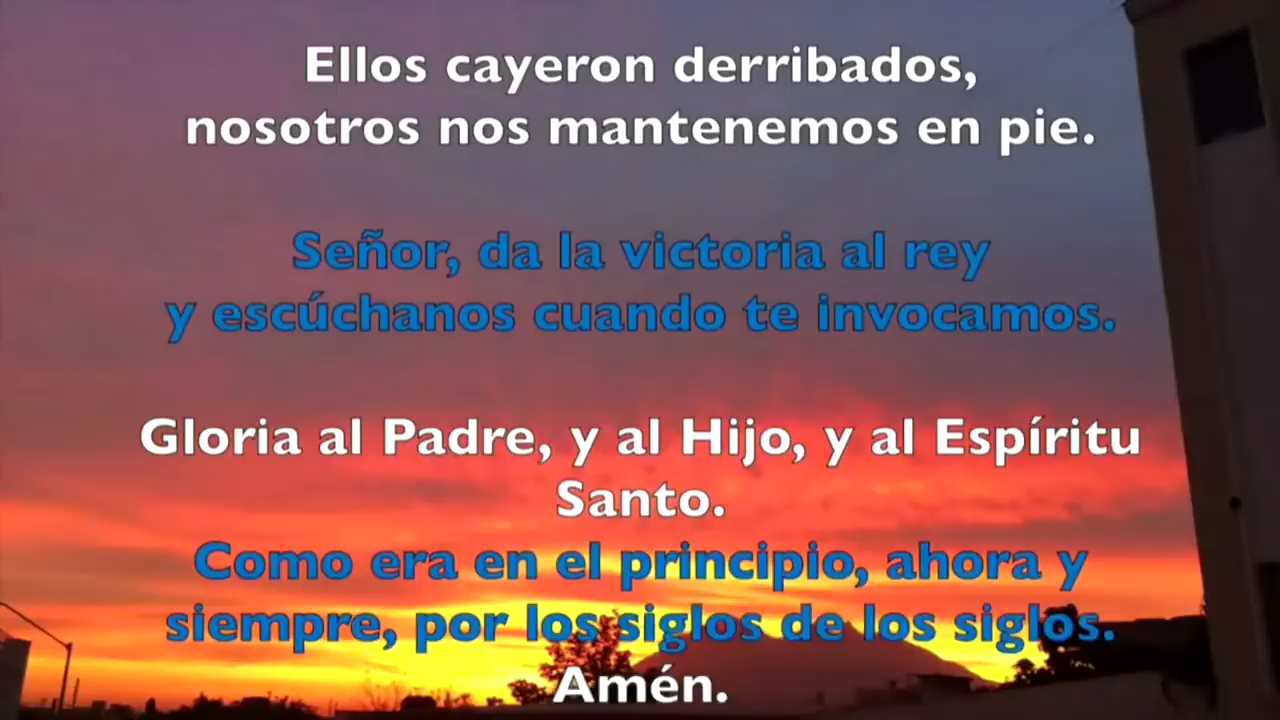 Ellos cayeron derribados,
nosotros nos mantenemos en pie.
Señor, da la victoria al rey
y escúchanos cuando te invocamos.
Gloria al Padre, y al Hijo, y al Espíritu
Santo.
Como era en el principio, ahora y
siempre, por los siglos de los siglos.
Amén.